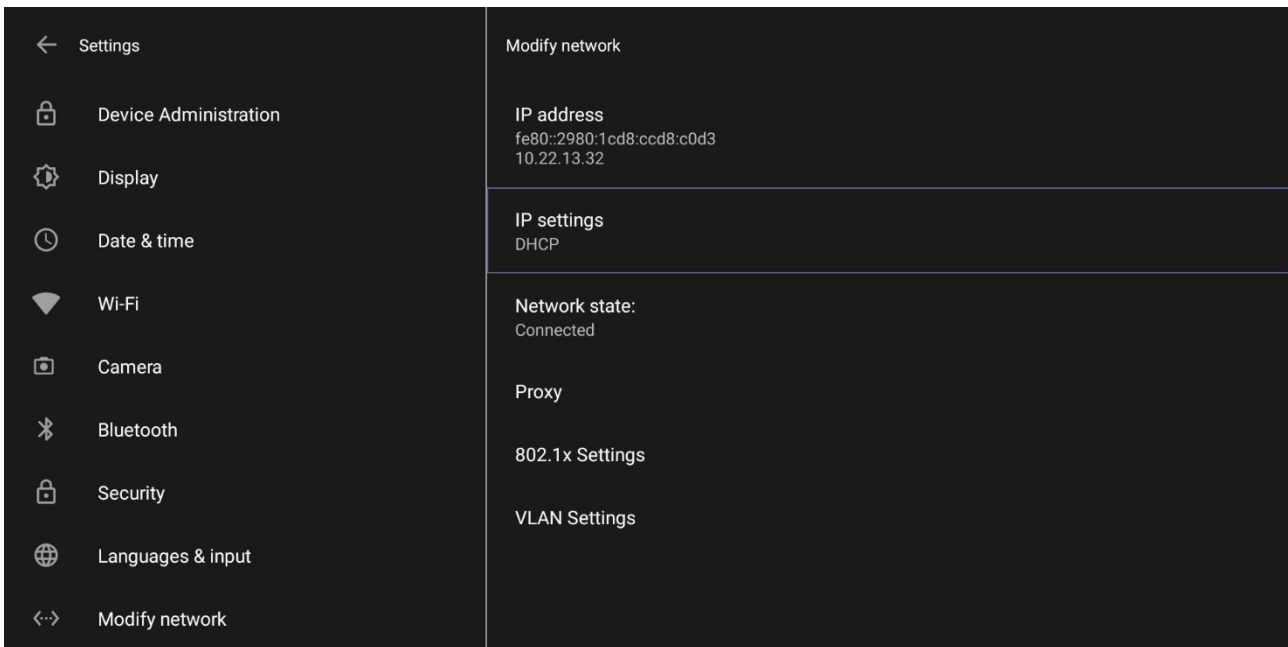 Settings
Device Administration
Display
Date & time
Wi-Fi
Camera
Bluetooth
Security
Languages & input
Modify network
Modify network
IP address
fe80::2980:1cd8:ccd8:c0d3
10.22.13.32
IP settings
DHCP
Network state:
Connected
Proxy
802.1x Settings
VLAN Settings